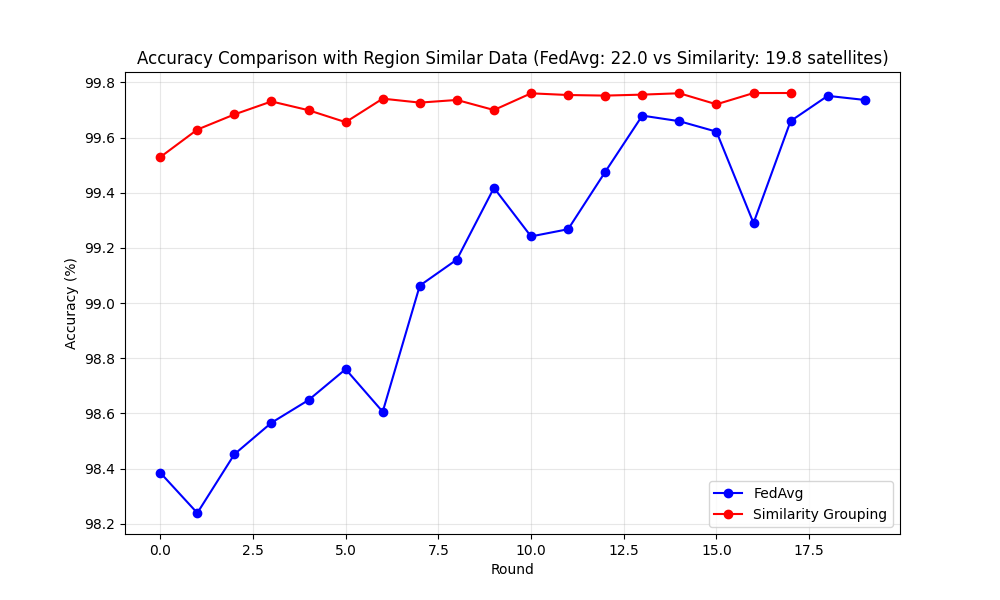 Accuracy Comparison with Region Similar Data (FedAvg: 22.0 vs Similarity: 19.8 satellites)
Accuracy (%)
99.8
99.6
99.4
99.2
99.0
98.8
98.6
98.4
98.2
0.0 2.5 5.0 7.5 10.0 12.5 15.0 17.5
Round
FedAvg
Similarity Grouping